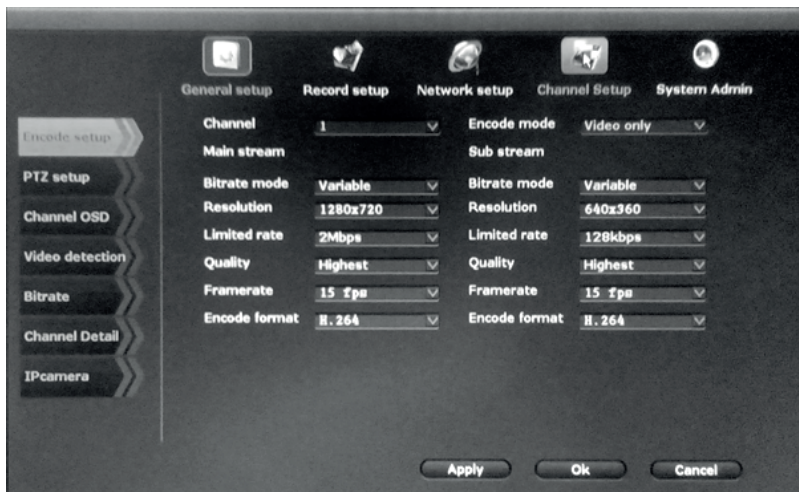 General setup Record setup Network setup Channel Setup System Admin
Encode setup
PTZ setup
Channel OSD
Video detection
Bitrate
Channel Detail
IPcamera
Channel 1 Encode mode Video only
Main stream Sub stream
Bitrate mode Variable Bitrate mode Variable
Resolution 1280x720 Resolution 640x360
Limited rate 2Mbps Limited rate 128kbps
Quality Highest Quality Highest
Framerate 15 fps Framerate 15 fps
Encode format H.264 Encode format H.264
Apply Ok Cancel